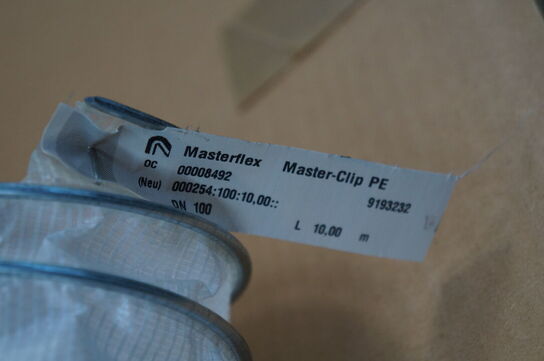 Masterflex Master-Clip PE
OC 00008492
(Neu) 000254:100:10,00:: 9193232
DN 100 L 10,00 m